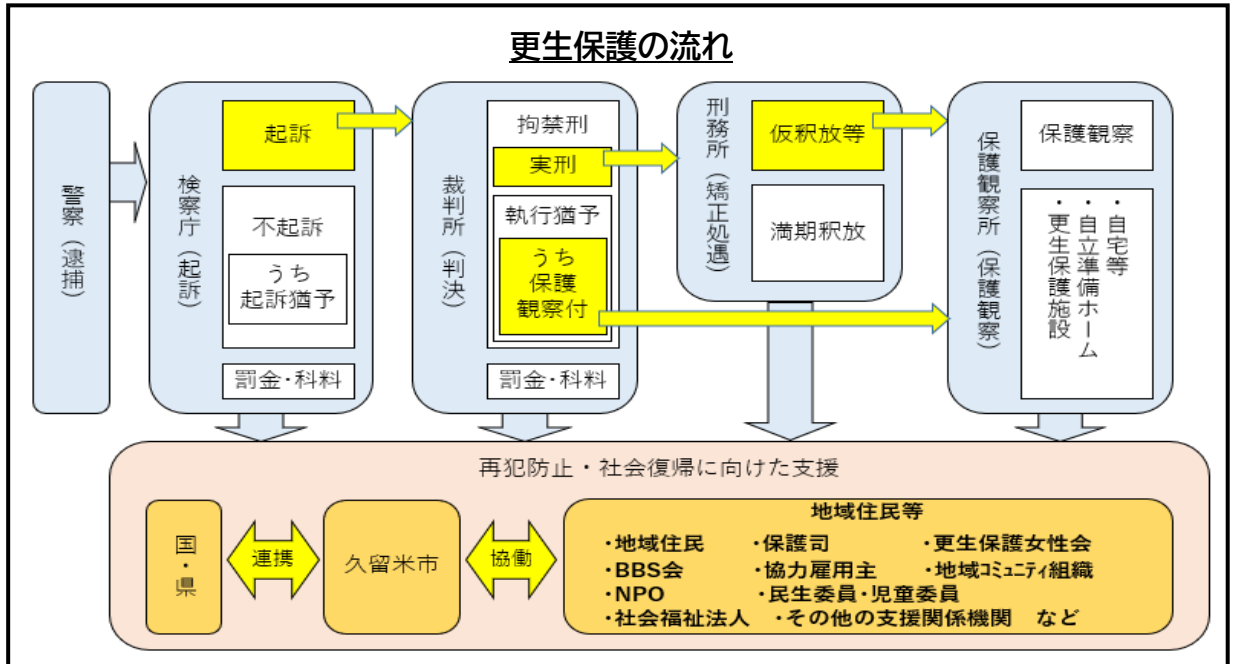 更生保護の流れ
警察（逮捕）
検察庁（起訴）
起訴
不起訴
うち
起訴猶予
罰金・科料
裁判所（判決）
拘禁刑
実刑
執行猶予
うち
保護
観察付
罰金・科料
刑務所（矯正処遇）
仮釈放等
満期釈放
保護観察所（保護観察）
保護観察
・自宅等
・自立準備ホーム
・更生保護施設
再犯防止・社会復帰に向けた支援
国・県
連携
久留米市
協働
地域住民等
・地域住民 ・保護司 ・更生保護女性会
・BBS会 ・協力雇用主 ・地域ｺﾐｭﾆﾃｨ組織
・NPO ・民生委員・児童委員
・社会福祉法人 ・その他の支援関係機関 など